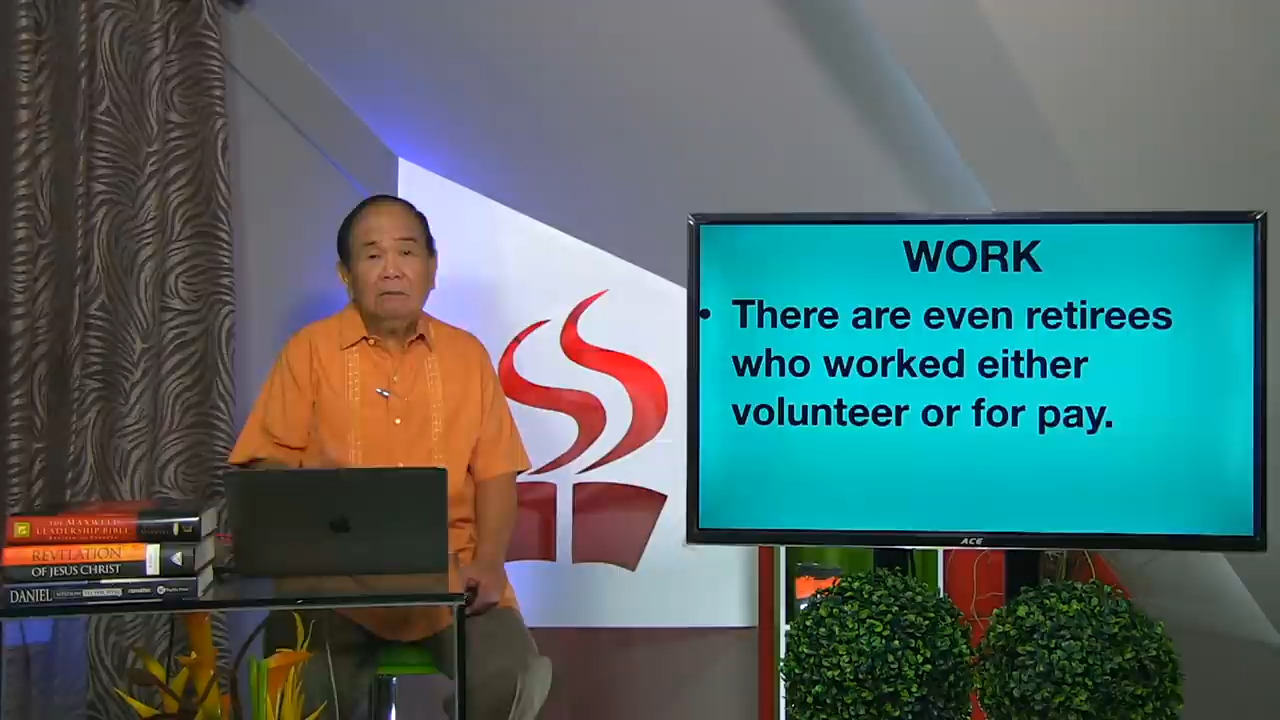 WORK
• There are even retirees
who worked either
volunteer or for pay.
ACE
THE MAXWELL
LEADERSHIP BIBLE
REVELATION
OF JESUS CHRIST
DANIEL